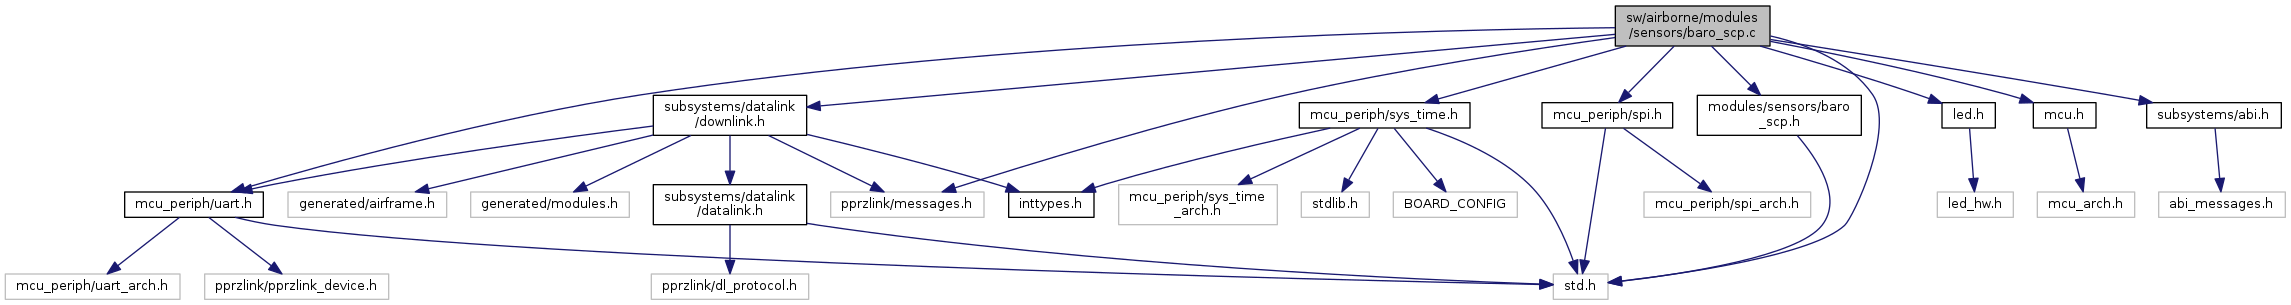 sw/airborne/modules
/sensors/baro_scp.c
subsystems/datalink
/downlink.h
mcu_periph/sys_time.h
mcu_periph/spi.h
modules/sensors/baro
_scp.h
led.h
mcu.h
subsystems/abi.h
mcu_periph/uart.h
generated/airframe.h
generated/modules.h
subsystems/datalink
/datalink.h
pprzlink/messages.h
inttypes.h
mcu_periph/sys_time
_arch.h
stdlib.h
BOARD_CONFIG
mcu_periph/spi_arch.h
led_hw.h
mcu_arch.h
abi_messages.h
mcu_periph/uart_arch.h
pprzlink/pprzlink_device.h
pprzlink/dl_protocol.h
std.h